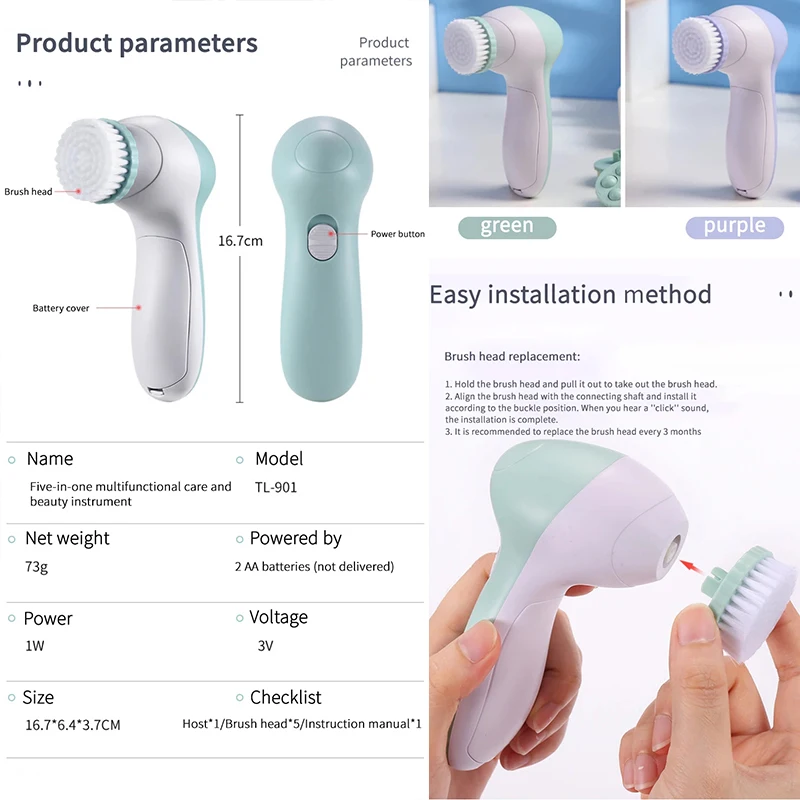 Product parameters
Product
parameters
Brush head
16.7cm
Power button
Battery cover
Name
Five-in-one multifunctional care and
beauty instrument
Model
TL-901
Net weight
73g
Powered by
2 AA batteries (not delivered)
Power
1W
Voltage
3V
Size
16.7*6.4*3.7CM
Checklist
Host*1/Brush head*5/Instruction manual*1
green
purple
Easy installation method
Brush head replacement:
1. Hold the brush head and pull it out to take out the brush head.
2. Align the brush head with the connecting shaft and install it
according to the buckle position. When you hear a ''click'' sound,
the installation is complete.
3. It is recommended to replace the brush head every 3 months